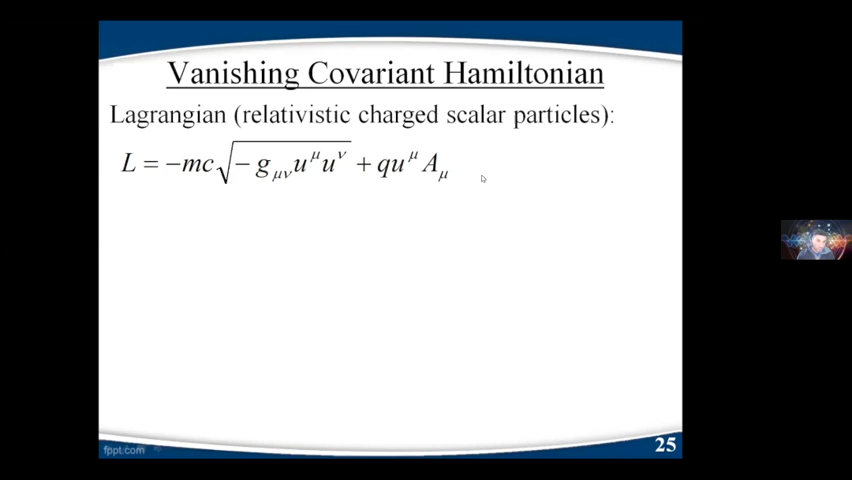 Vanishing Covariant Hamiltonian
Lagrangian (relativistic charged scalar particles):
L = −mc√(−g_μν u^μ u^ν) + qu^μ A_μ
fppt.com
25